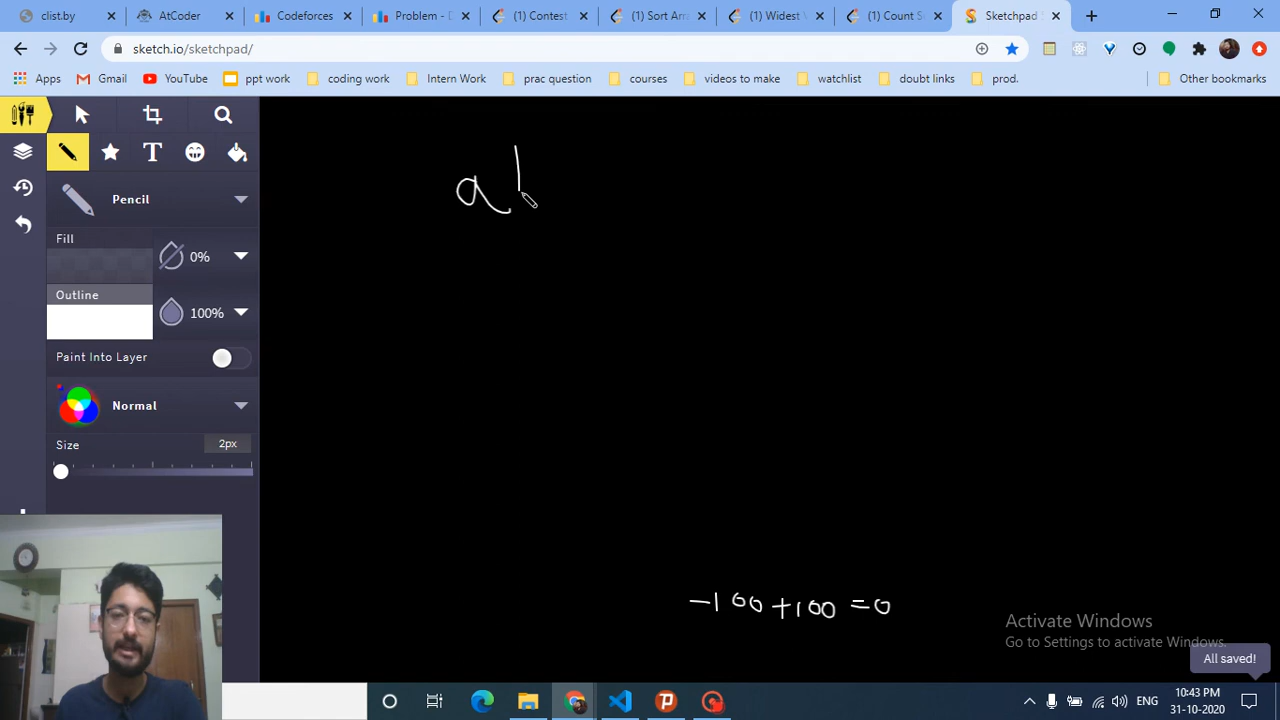 clist.by
AtCoder
Codeforces
Problem - D
(1) Contest
(1) Sort Arra
(1) Widest V
(1) Count S
Sketchpad
sketch.io/sketchpad/
Apps
Gmail
YouTube
ppt work
coding work
Intern Work
prac question
courses
videos to make
watchlist
doubt links
prod.
Other bookmarks
T
Pencil
Fill
0%
Outline
100%
Paint Into Layer
Normal
Size
2px
a
-100+100=0
Activate Windows
Go to Settings to activate Windows.
All saved!
ENG
10:43 PM
31-10-2020